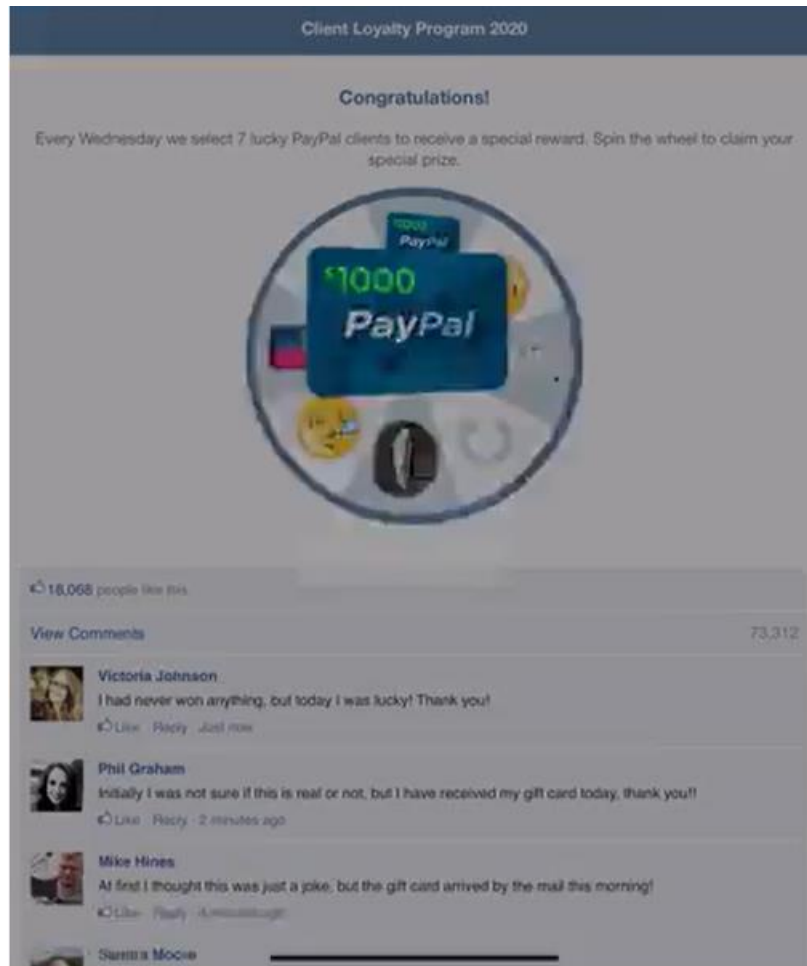 Client Loyalty Program 2020
Congratulations!
Every Wednesday we select 7 lucky PayPal clients to receive a special reward. Spin the wheel to claim your
special prize.
$1000
PayPal
$1000
PayPal
18,068 people like this
View Comments 73,312
Victoria Johnson
I had never won anything, but today I was lucky! Thank you!
Like · Reply · Just now
Phil Graham
Initially I was not sure if this is real or not, but I have received my gift card today, thank you!!
Like · Reply · 2 minutes ago
Mike Hines
At first I thought this was just a joke, but the gift card arrived by the mail this morning!
Like · Reply